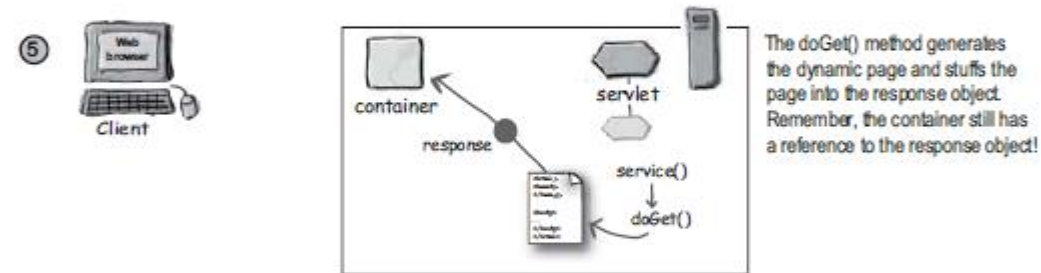 5
Web
browser
Client
container
response
servlet
service()
doGet()
The doGet() method generates
the dynamic page and stuffs the
page into the response object.
Remember, the container still has
a reference to the response object!